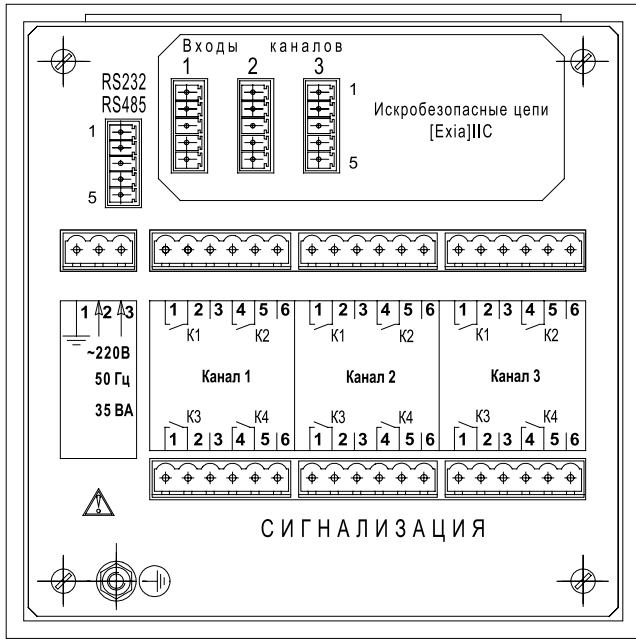 Входы каналов
1 2 3
RS232
RS485
1
5
1
5
Искробезопасные цепи
[Exia]IIC
1 2 3
~220В
50 Гц
35 ВА
1 2 3 4 5 6 1 2 3 4 5 6 1 2 3 4 5 6
К1 К2 К1 К2 К1 К2
Канал 1 Канал 2 Канал 3
К3 К4 К3 К4 К3 К4
1 2 3 4 5 6 1 2 3 4 5 6 1 2 3 4 5 6
СИГНАЛИЗАЦИЯ